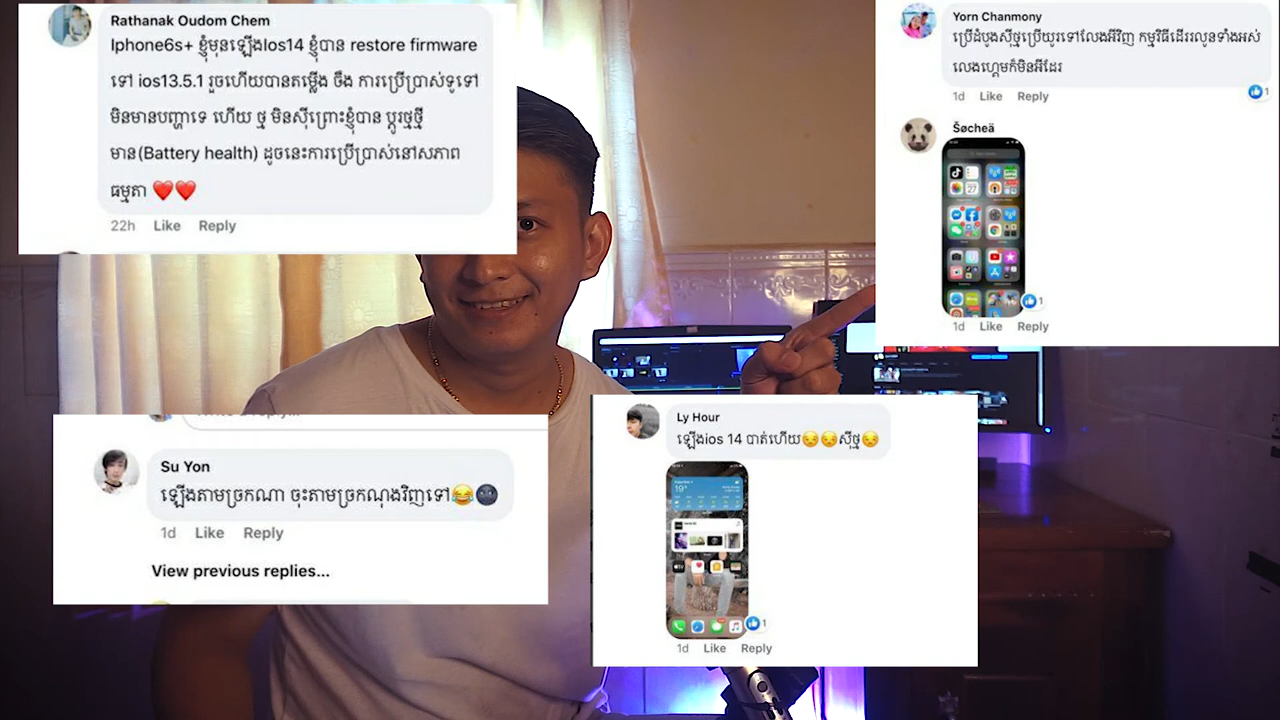 Rathanak Oudom Chem
Iphone6s+ ខ្ញុំមុនឡើងIos14 ខ្ញុំបាន restore firmware
ទៅ ios13.5.1 រួចហើយបានតម្លើង ចឹង ការប្រើប្រាស់ទូទៅ
មិនមានបញ្ហាទេ ហើយ ថ្ម មិនស៊ីព្រោះខ្ញុំបាន ប្តូរថ្មថ្មី
មាន(Battery health) ដូចនេះការប្រើប្រាស់នៅសភាព
ធម្មតា ❤️❤️
22h Like Reply
Yorn Chanmony
ប្រើដំបូងស៊ីថ្មប្រើយូរទៅលែងអីវិញ កម្មវិធីដើររលូនទាំងអស់
លេងហ្គេមក៏មិនអីដែរ
1d Like Reply
1
Šøcheä
1
1d Like Reply
Su Yon
ឡើងតាមច្រកណា ចុះតាមច្រកណុងវិញទៅ😂🌚
1d Like Reply
View previous replies...
Ly Hour
ឡើងios 14 បាត់ហើយ😒😒ស៊ីថ្ម😒
19°
1
1d Like Reply